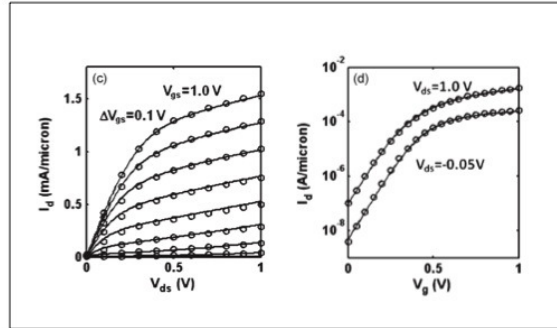 (c)
V_gs=1.0 V
ΔV_gs=0.1 V
1.5
1
0.5
0
I_d (mA/micron)
0
0.5
1
V_ds (V)
(d)
V_ds=1.0 V
V_ds=-0.05V
10^-2
10^-4
10^-6
10^-8
I_d (A/micron)
0
0.5
1
V_g (V)